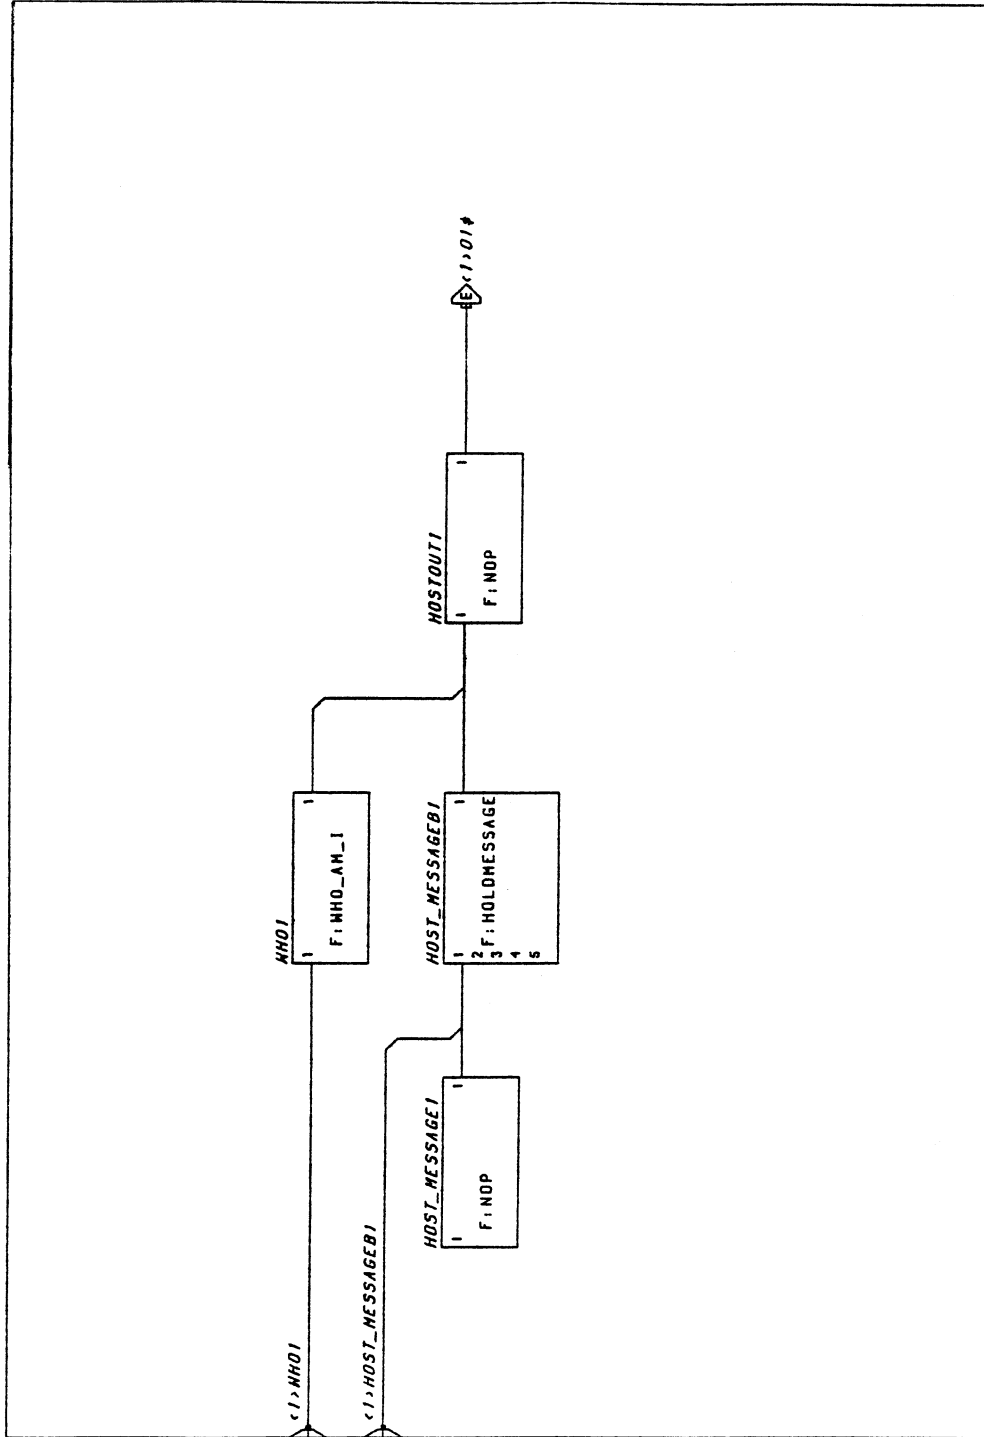 <1>WHO1
WHO1
1 1
F:WHO_AM_I
<1>HOST_MESSAGEB1
HOST_MESSAGE1
1 1
F:NOP
HOST_MESSAGEB1
1 1
2
F:HOLDMESSAGE
3
4
5
HOSTOUT1
1 1
F:NOP
E
<1>O1#